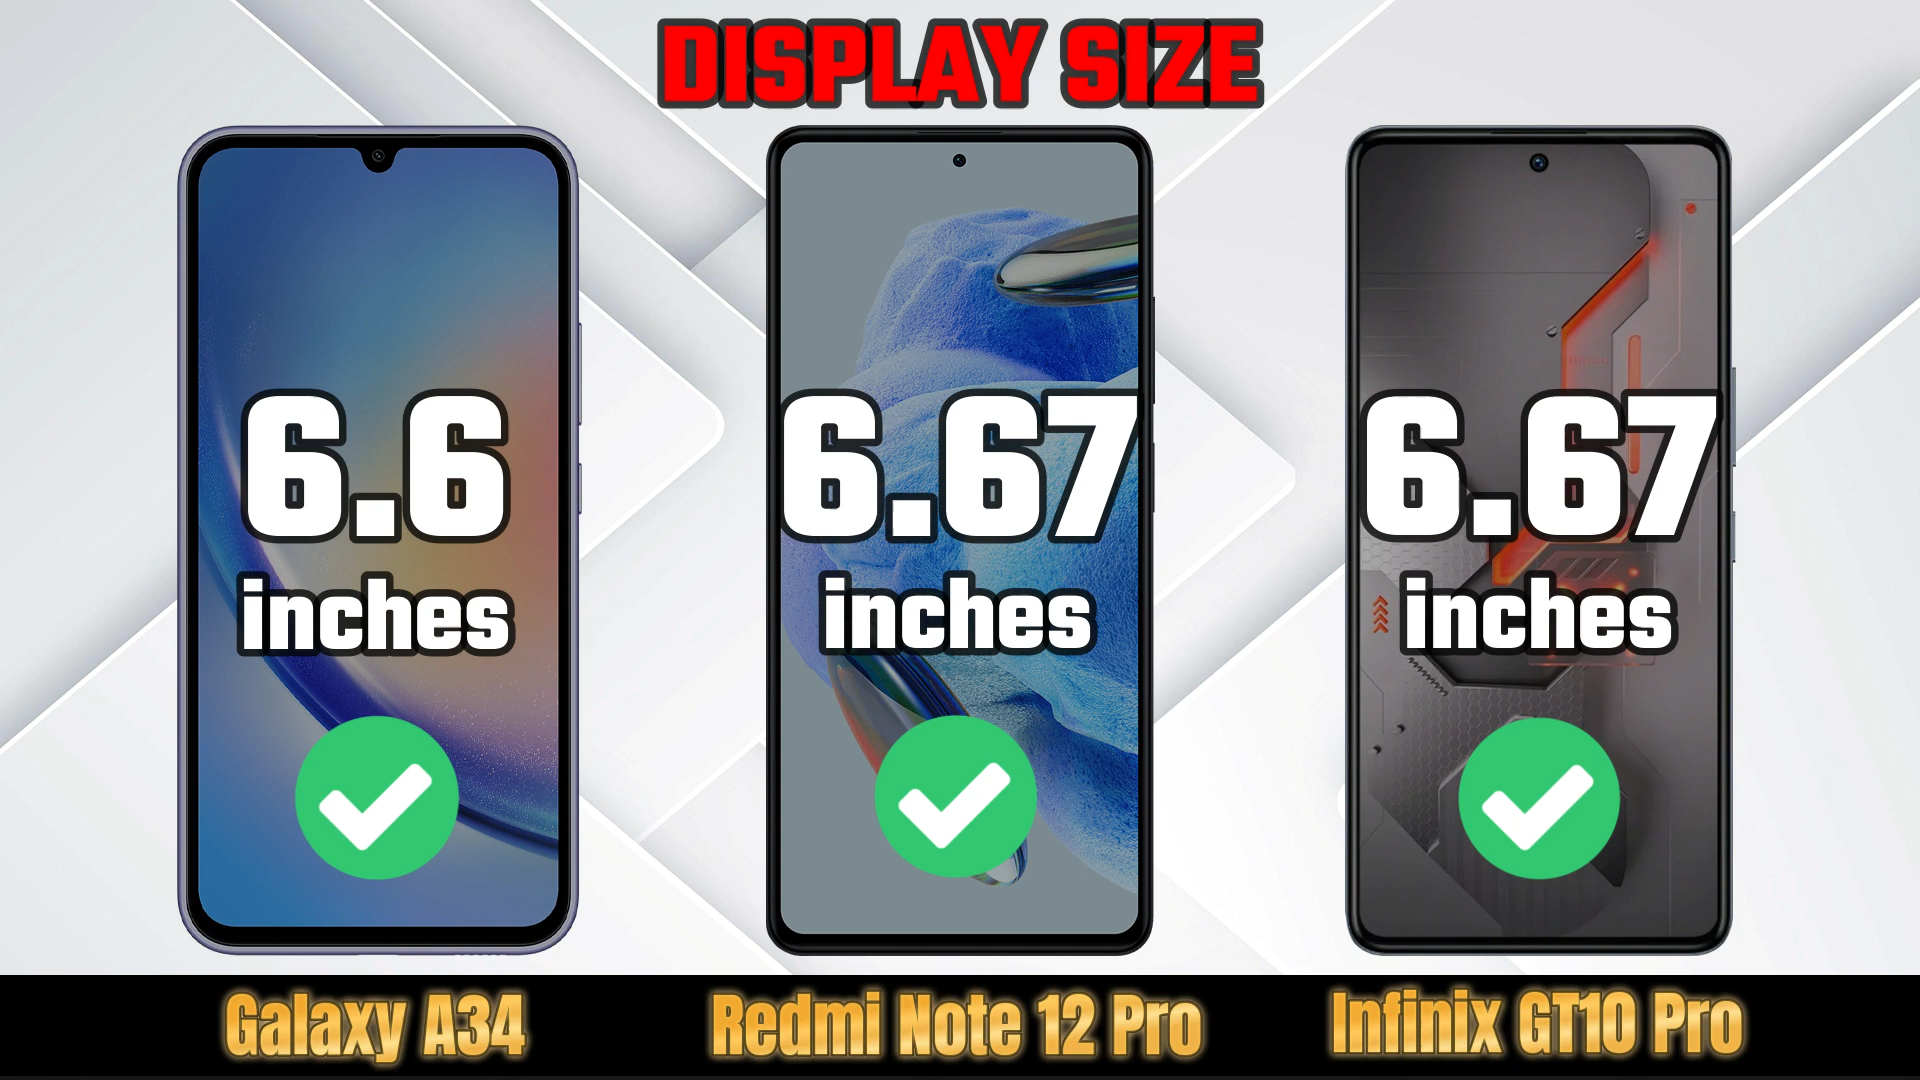 DISPLAY SIZE
6.6
inches
6.67
inches
6.67
inches
Galaxy A34
Redmi Note 12 Pro
Infinix GT10 Pro